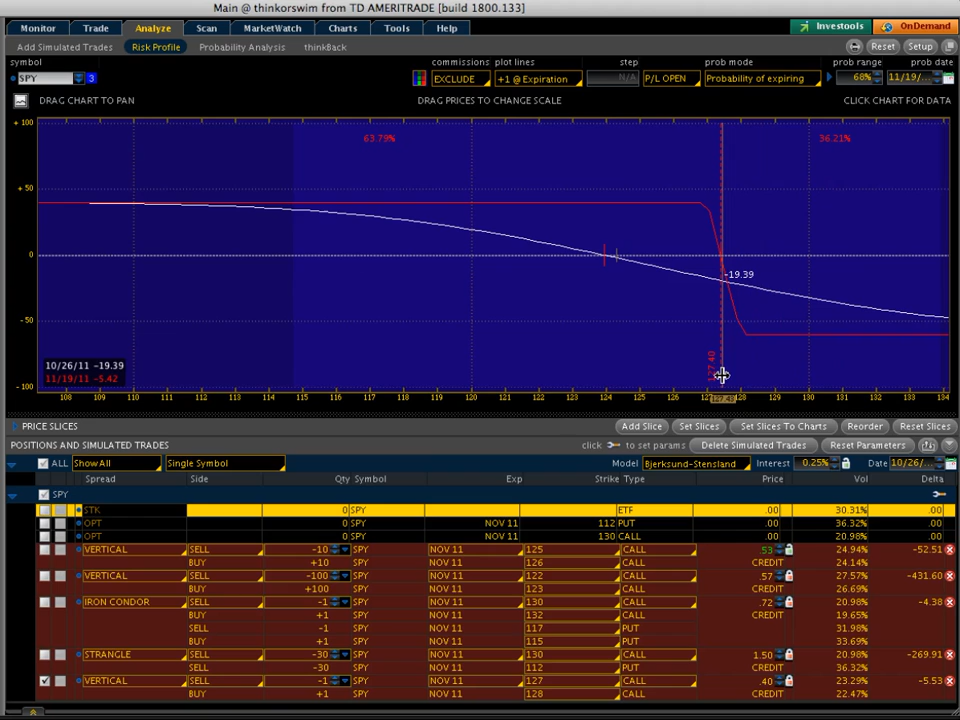 Main @ thinkorswim from TD AMERITRADE [build 1800.133]
Monitor Trade Analyze Scan MarketWatch Charts Tools Help Investools OnDemand
Add Simulated Trades Risk Profile Probability Analysis thinkBack Reset Setup
symbol commissions plot lines step prob mode prob range prob date
SPY 3 EXCLUDE +1 @ Expiration N/A P/L OPEN Probability of expiring 68% 11/19/...
DRAG CHART TO PAN DRAG PRICES TO CHANGE SCALE CLICK CHART FOR DATA
+100
63.79% 36.21%
+50
0
-19.39
-50
127.40
10/26/11 -19.39
11/19/11 -5.42
-100
108 110 111 112 113 114 115 116 117 118 119 120 121 122 123 124 125 126 127 128 129 130 131 132 133 134
PRICE SLICES Add Slice Set Slices Set Slices To Charts Reorder Reset Slices
POSITIONS AND SIMULATED TRADES click to set params Delete Simulated Trades Reset Parameters
ALL Show All Single Symbol Model Bjerksund-Stensland Interest 0.25% Date 10/26/...
Spread Side Qty Symbol Exp Strike Type Price Vol Delta
SPY
STK 0 SPY ETF .00 30.31% .00
OPT 0 SPY NOV 11 112 PUT .00 36.32% .00
OPT 0 SPY NOV 11 130 CALL .00 20.98% .00
VERTICAL SELL -10 SPY NOV 11 125 CALL .53 24.94% -52.51
BUY +10 SPY NOV 11 126 CALL CREDIT 24.14%
VERTICAL SELL -100 SPY NOV 11 122 CALL .57 27.57% -431.60
BUY +100 SPY NOV 11 123 CALL CREDIT 26.69%
IRON CONDOR SELL -1 SPY NOV 11 130 CALL .72 20.98% -4.38
BUY +1 SPY NOV 11 132 CALL CREDIT 19.65%
SELL -1 SPY NOV 11 117 PUT 31.98%
BUY +1 SPY NOV 11 115 PUT 33.69%
STRANGLE SELL -30 SPY NOV 11 130 CALL 1.50 20.98% -269.91
SELL -30 SPY NOV 11 112 PUT CREDIT 36.32%
VERTICAL SELL -1 SPY NOV 11 127 CALL .40 23.29% -5.53
BUY +1 SPY NOV 11 128 CALL CREDIT 22.47%